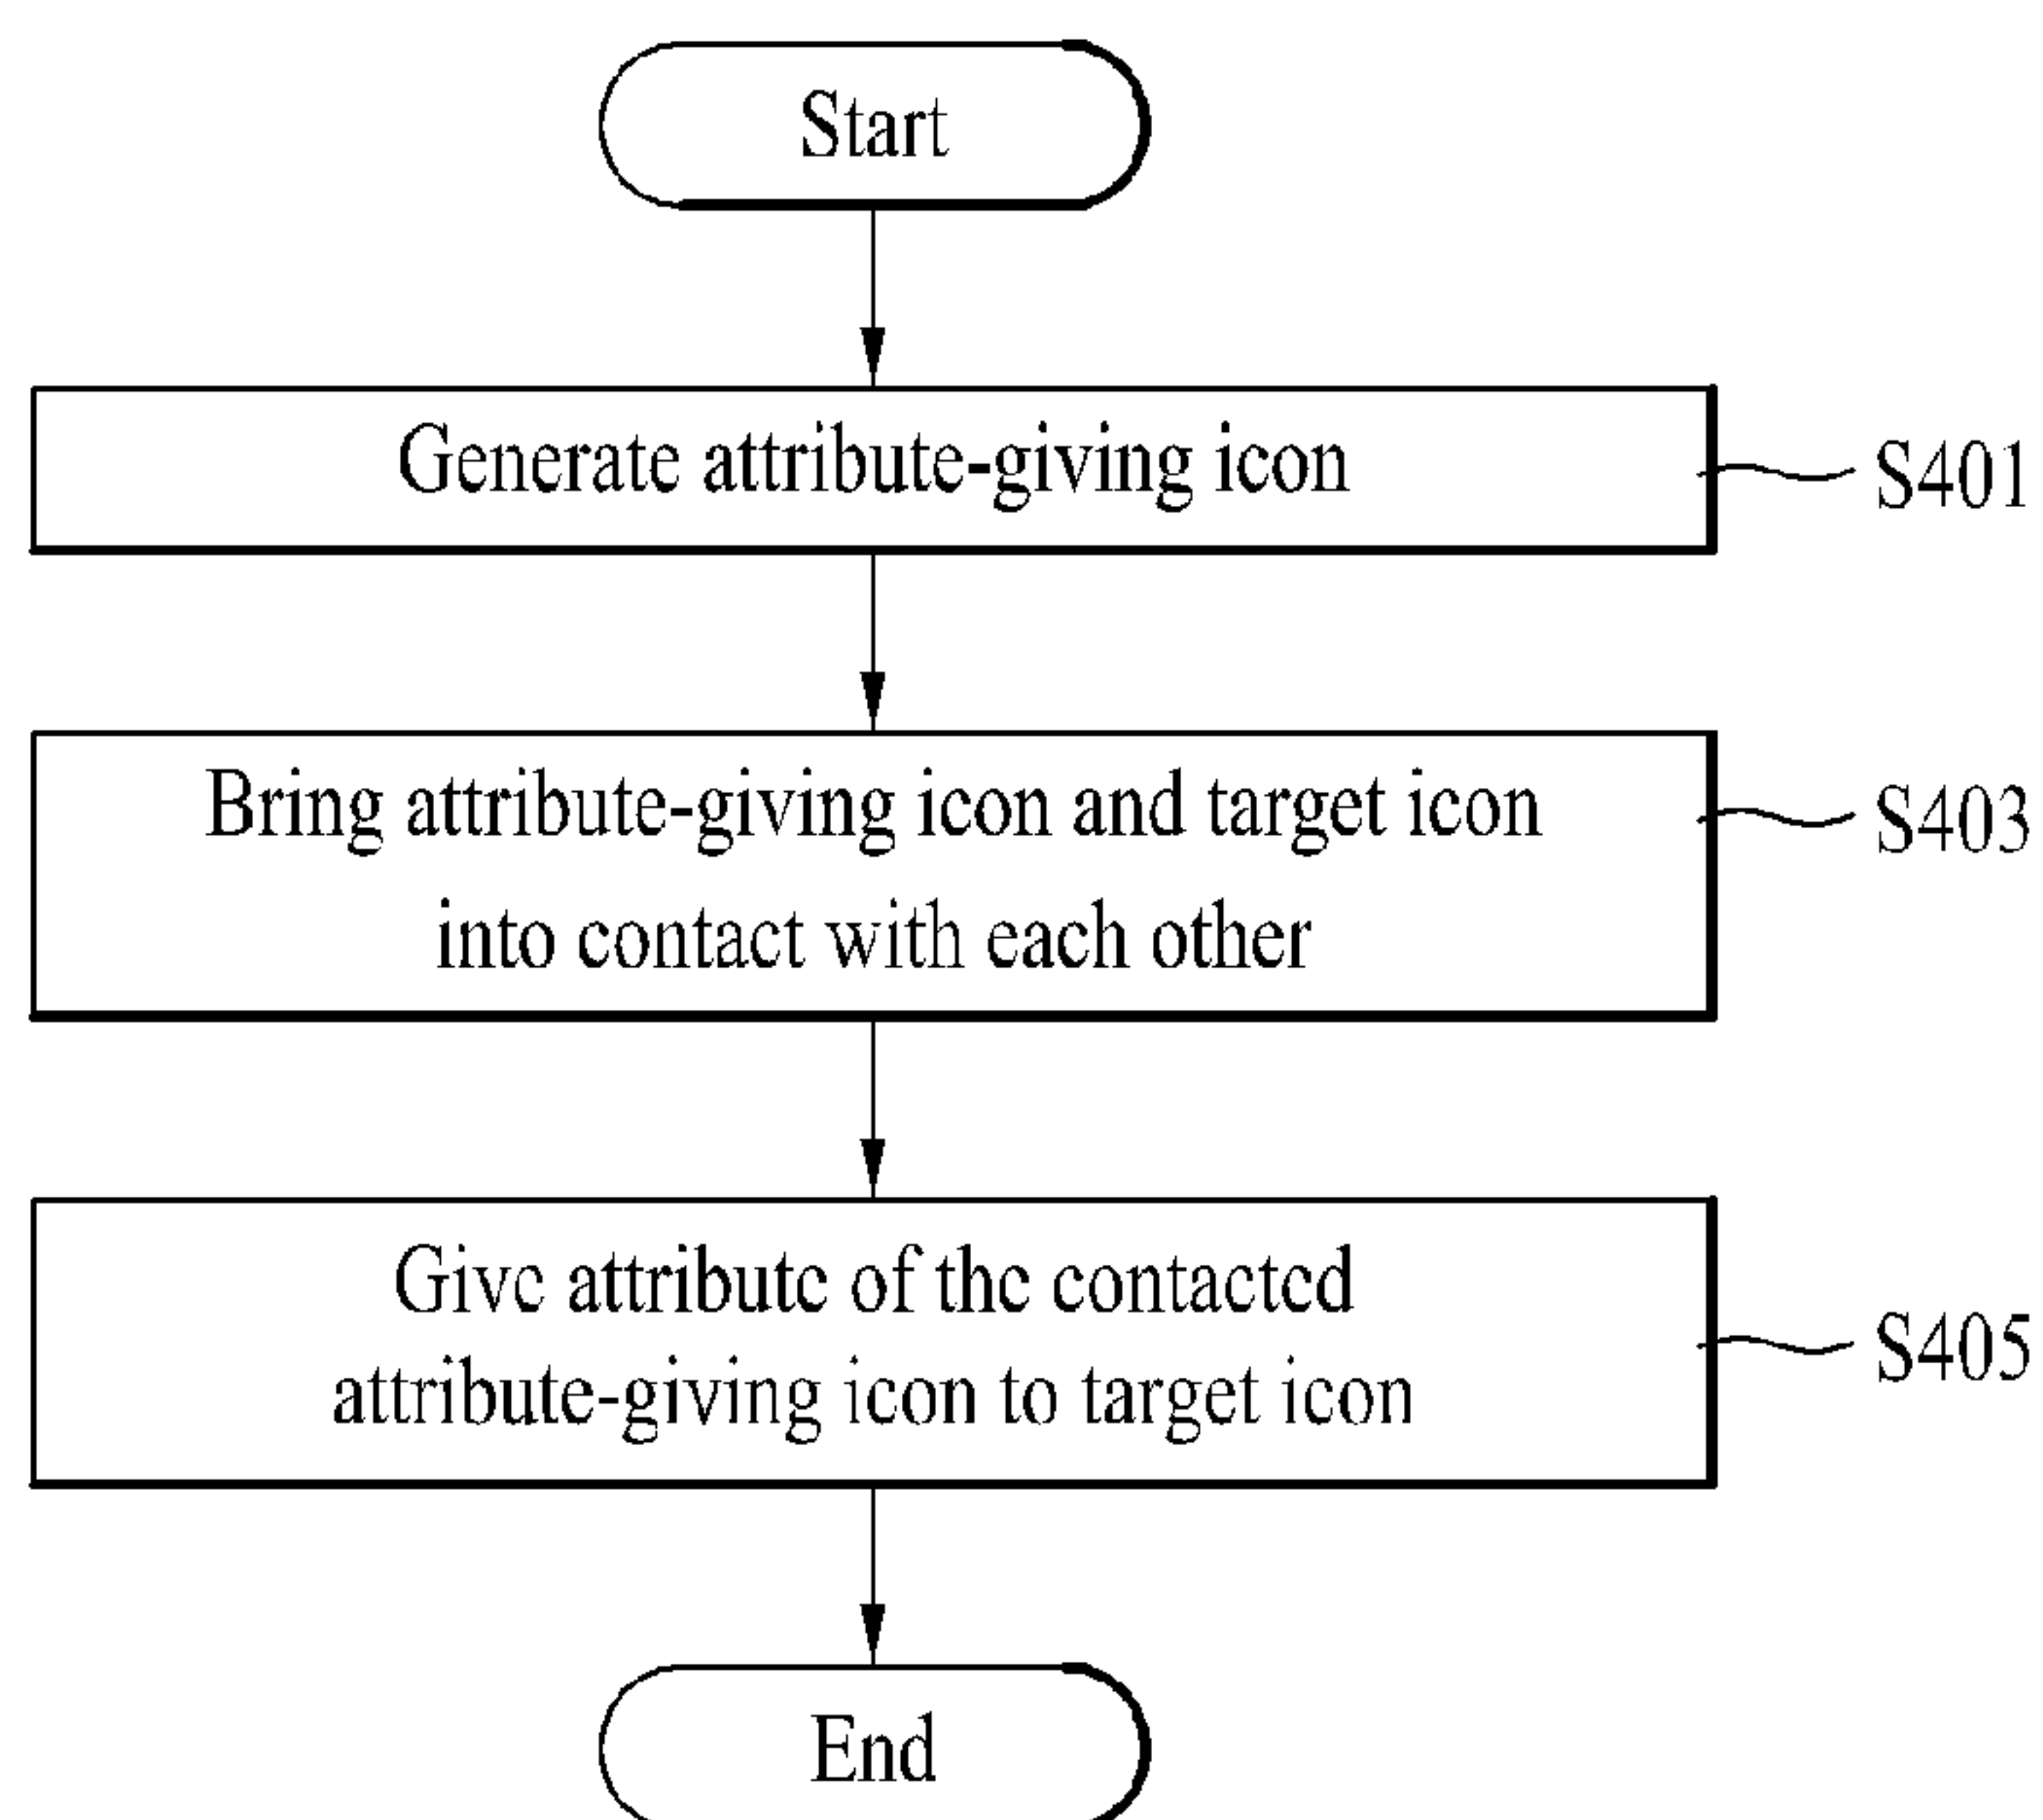 Start
Generate attribute-giving icon
S401
Bring attribute-giving icon and target icon
into contact with each other
S403
Give attribute of the contacted
attribute-giving icon to target icon
S405
End